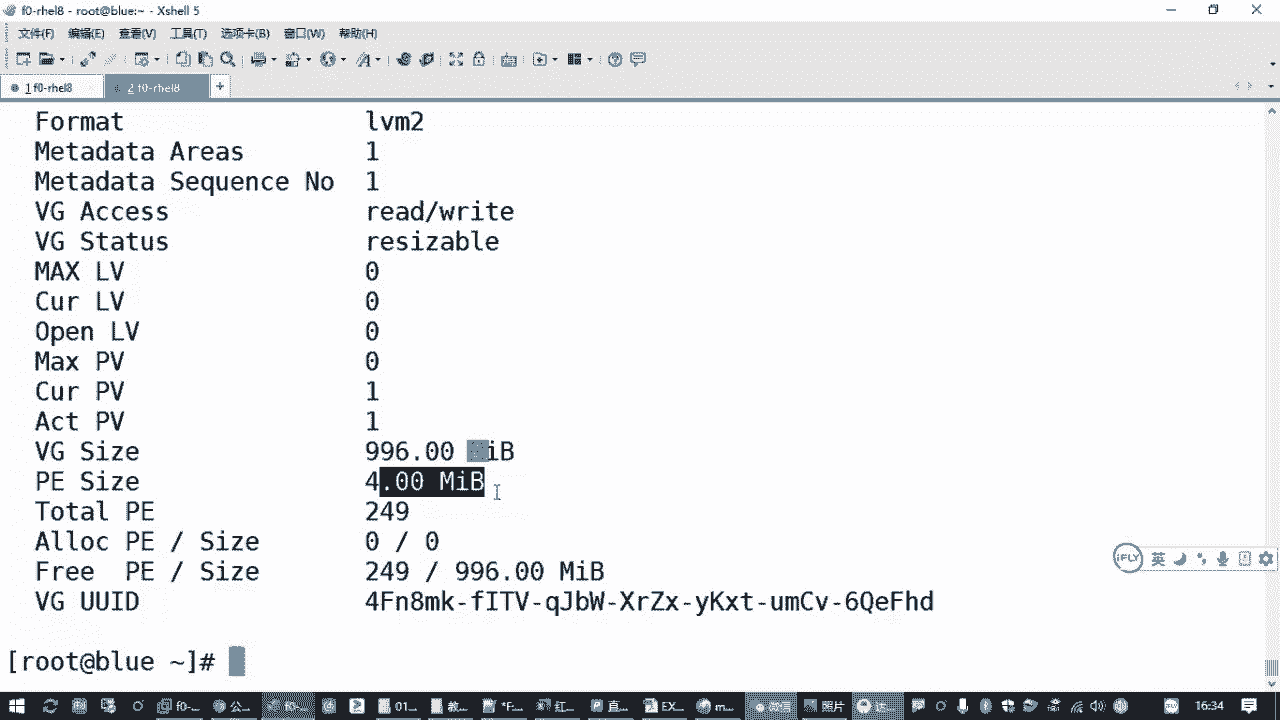 f0-rhel8 - root@blue:~ - Xshell 5
文件(F) 编辑(E) 查看(V) 工具(T) 选项卡(B) 窗口(W) 帮助(H)
1 f0-rhel8 2 f0-rhel8 +
Format lvm2
Metadata Areas 1
Metadata Sequence No 1
VG Access read/write
VG Status resizable
MAX LV 0
Cur LV 0
Open LV 0
Max PV 0
Cur PV 1
Act PV 1
VG Size 996.00 MiB
PE Size 4.00 MiB
Total PE 249
Alloc PE / Size 0 / 0
Free  PE / Size 249 / 996.00 MiB
VG UUID 4Fn8mk-fITV-qJbW-XrZx-yKxt-umCv-6QeFhd
iFLY 英
[root@blue ~]#
f0-... 公... 01... 教... *F... 红... 直... EX... m... 照片 16:34